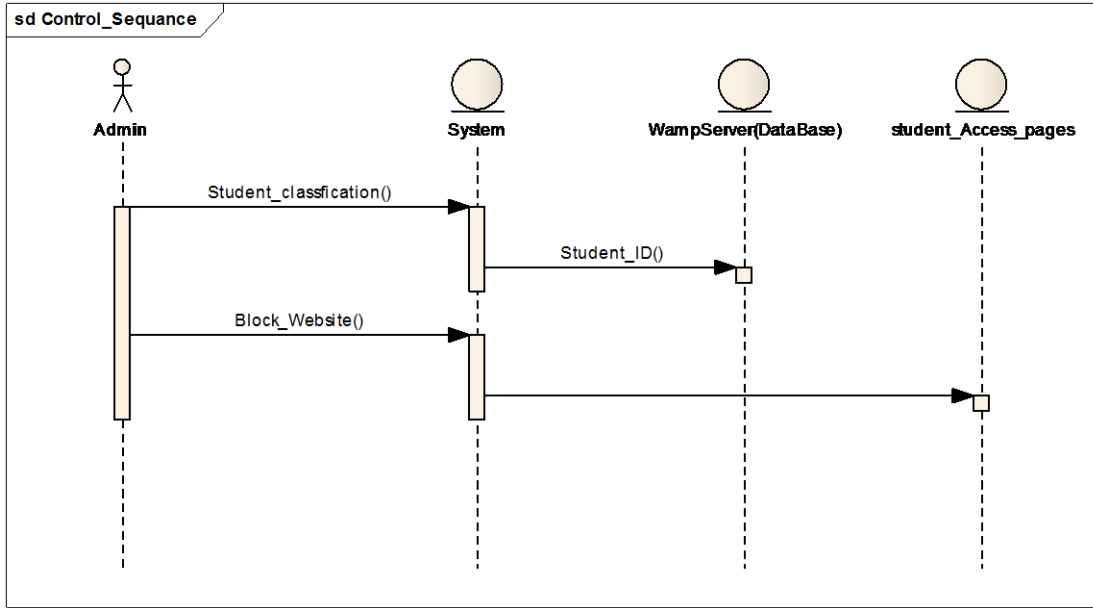 sd Control_Sequance
Admin
System
WampServer(DataBase)
student_Access_pages
Student_classfication()
Student_ID()
Block_Website()